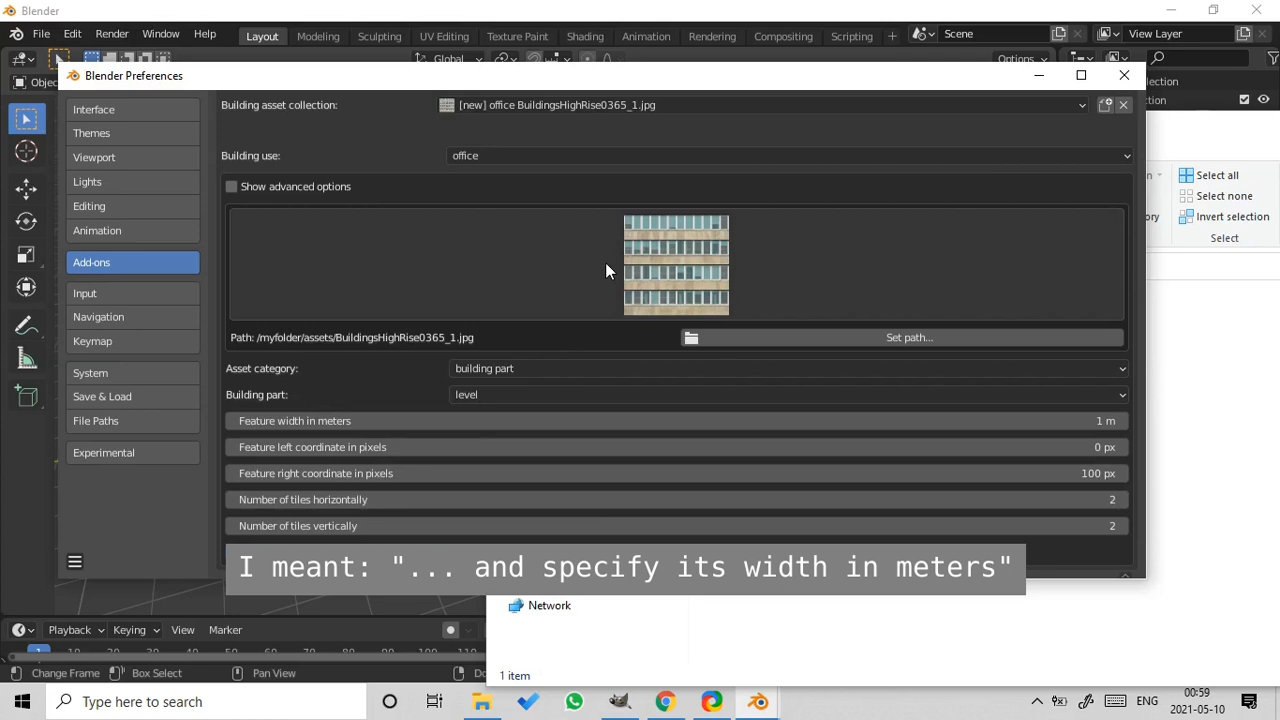 Blender
File Edit Render Window Help Layout Modeling Sculpting UV Editing Texture Paint Shading Animation Rendering Compositing Scripting + Scene View Layer
Global Options
Blender Preferences
Interface
Themes
Viewport
Lights
Editing
Animation
Add-ons
Input
Navigation
Keymap
System
Save & Load
File Paths
Experimental
Building asset collection: [new] office BuildingsHighRise0365_1.jpg
Building use: office
Show advanced options
Path: /myfolder/assets/BuildingsHighRise0365_1.jpg Set path...
Asset category: building part
Building part: level
Feature width in meters 1 m
Feature left coordinate in pixels 0 px
Feature right coordinate in pixels 100 px
Number of tiles horizontally 2
Number of tiles vertically 2
I meant: "... and specify its width in meters"
Select all
Select none
Invert selection
Select
Network
1 item
Playback Keying View Marker
Change Frame Box Select Pan View
Type here to search
ENG
00:59
2021-05-10